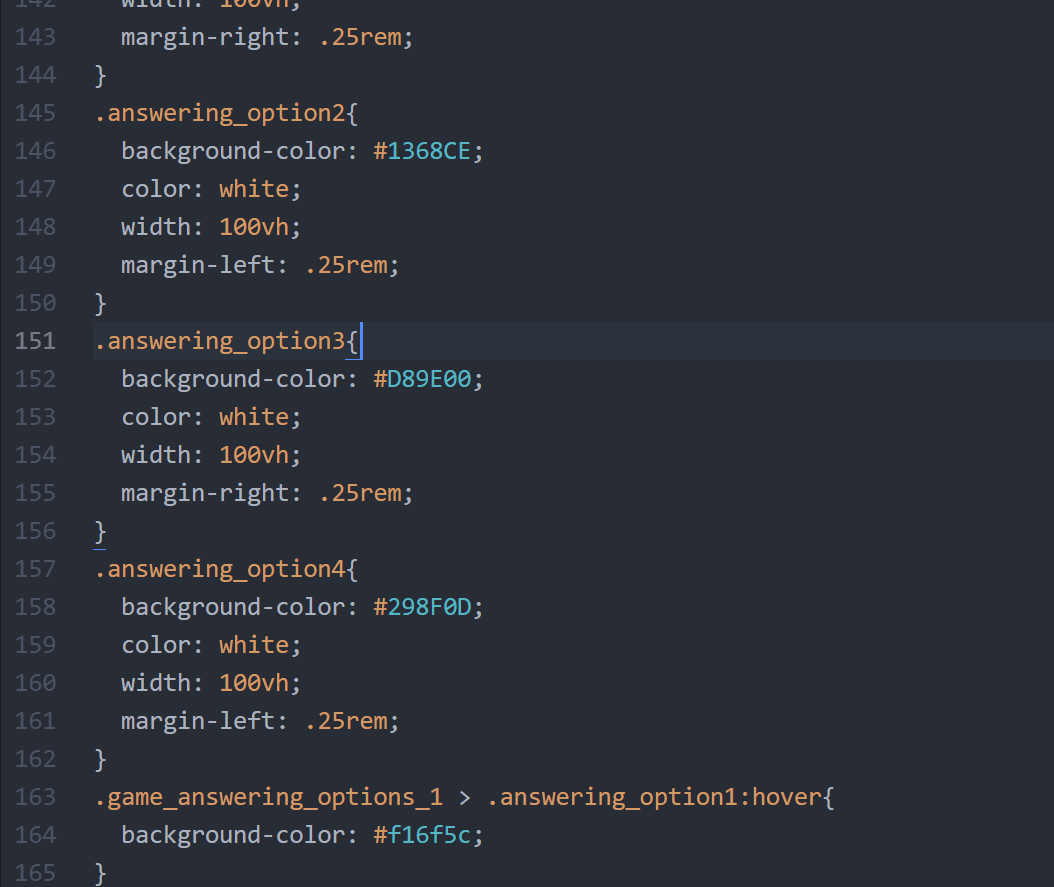 142 width: 100vh;
143 margin-right: .25rem;
144 }
145 .answering_option2{
146 background-color: #1368CE;
147 color: white;
148 width: 100vh;
149 margin-left: .25rem;
150 }
151 .answering_option3{
152 background-color: #D89E00;
153 color: white;
154 width: 100vh;
155 margin-right: .25rem;
156 }
157 .answering_option4{
158 background-color: #298F0D;
159 color: white;
160 width: 100vh;
161 margin-left: .25rem;
162 }
163 .game_answering_options_1 > .answering_option1:hover{
164 background-color: #f16f5c;
165 }